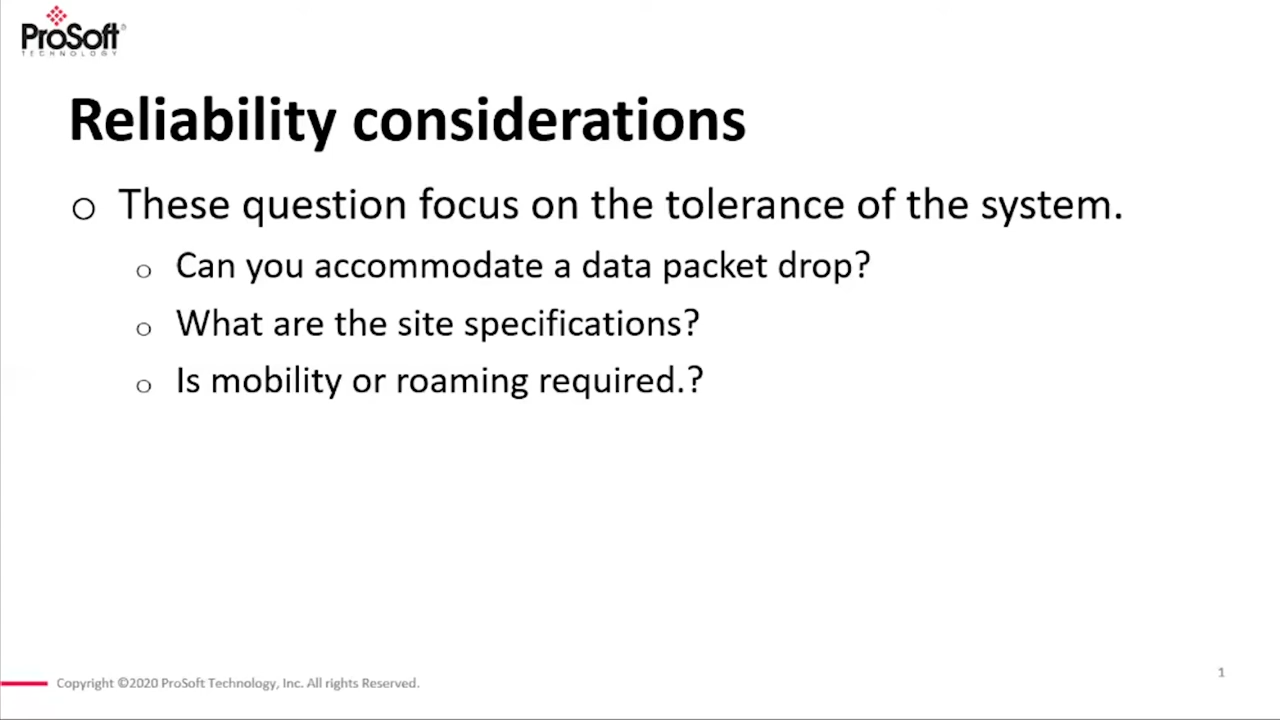 ProSoft®
TECHNOLOGY
Reliability considerations
o These question focus on the tolerance of the system.
o Can you accommodate a data packet drop?
o What are the site specifications?
o Is mobility or roaming required.?
Copyright ©2020 ProSoft Technology, Inc. All rights Reserved.
1